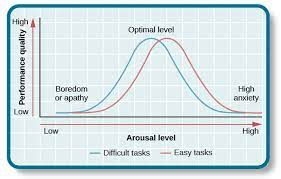 High
Performance quality
Low
Optimal level
Boredom
or apathy
High
anxiety
Low
Arousal level
High
Difficult tasks
Easy tasks